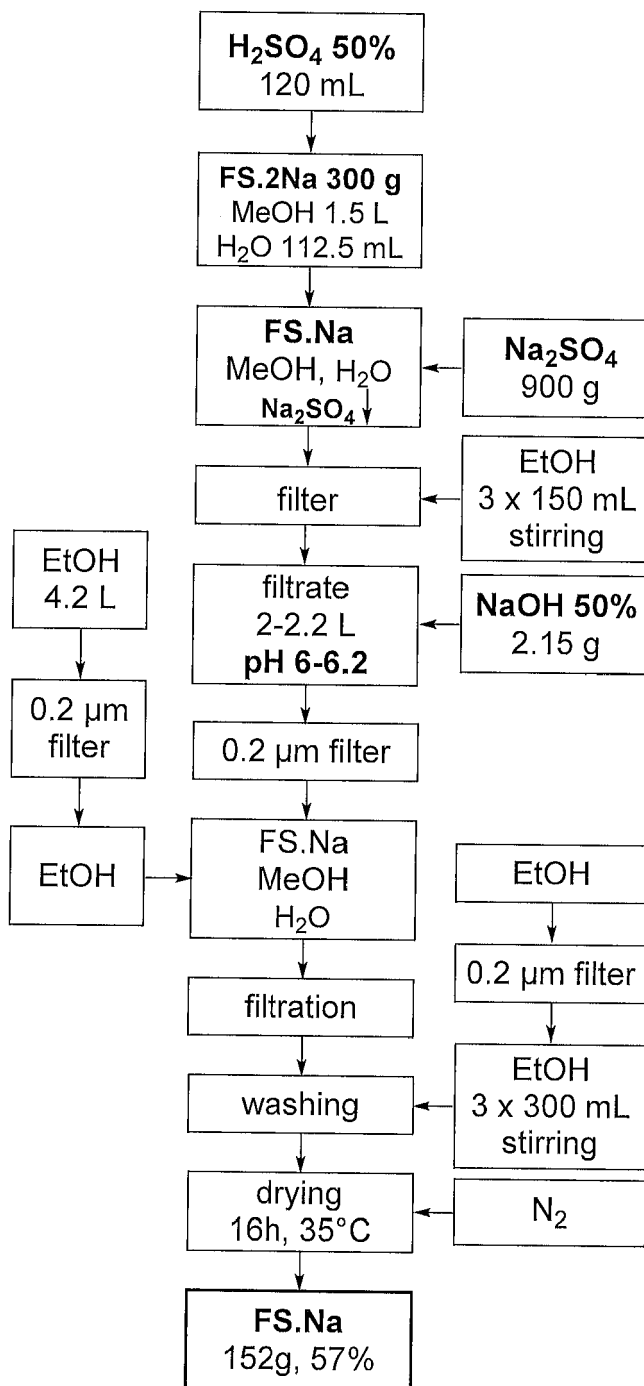 H₂SO₄ 50%
120 mL
FS.2Na 300 g
MeOH 1.5 L
H₂O 112.5 mL
FS.Na
MeOH, H₂O
Na₂SO₄
Na₂SO₄
900 g
filter
EtOH
3 x 150 mL
stirring
EtOH
4.2 L
filtrate
2-2.2 L
pH 6-6.2
NaOH 50%
2.15 g
0.2 µm
filter
0.2 µm filter
EtOH
FS.Na
MeOH
H₂O
EtOH
0.2 µm filter
filtration
washing
EtOH
3 x 300 mL
stirring
drying
16h, 35°C
N₂
FS.Na
152g, 57%